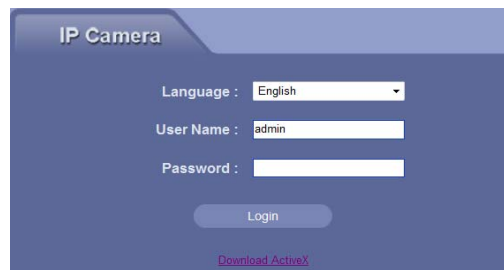 IP Camera
Language : English
User Name : admin
Password :
Login
Download ActiveX